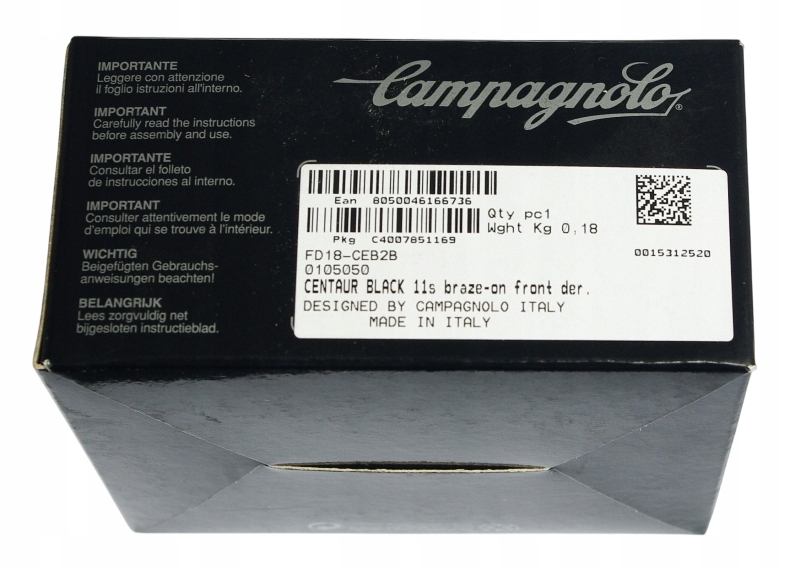 IMPORTANTE
Leggere con attenzione
il foglio istruzioni all'interno.
IMPORTANT
Carefully read the instructions
before assembly and use.
IMPORTANTE
Consultar el folleto
de instrucciones al interno.
IMPORTANT
Consulter attentivement le mode
d'emploi qui se trouve à l'intérieur.
WICHTIG
Beigefügten Gebrauchs-
anweisungen beachten!
BELANGRIJK
Lees zorgvuldig net
bijgesloten instructieblad.
Campagnolo®
Ean 8050046166736
Qty pc1
Wght Kg 0,18
Pkg C4007851169
0015312520
FD18-CEB2B
0105050
CENTAUR BLACK 11s braze-on front der.
DESIGNED BY CAMPAGNOLO ITALY
MADE IN ITALY